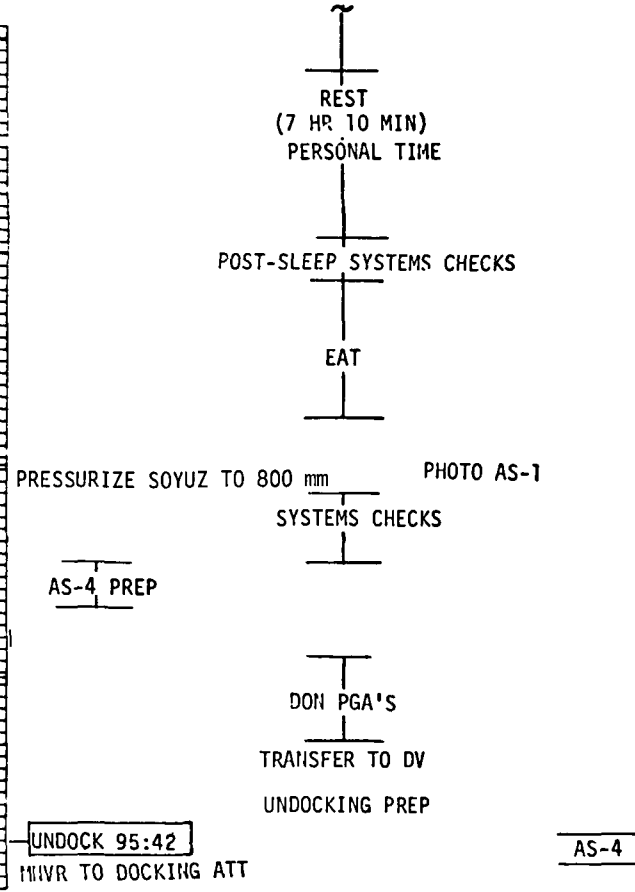 REST
(7 HR 10 MIN)
PERSONAL TIME
POST-SLEEP SYSTEMS CHECKS
EAT
PRESSURIZE SOYUZ TO 800 mm
PHOTO AS-1
SYSTEMS CHECKS
AS-4 PREP
DON PGA'S
TRANSFER TO DV
UNDOCKING PREP
UNDOCK 95:42
AS-4
MNVR TO DOCKING ATT